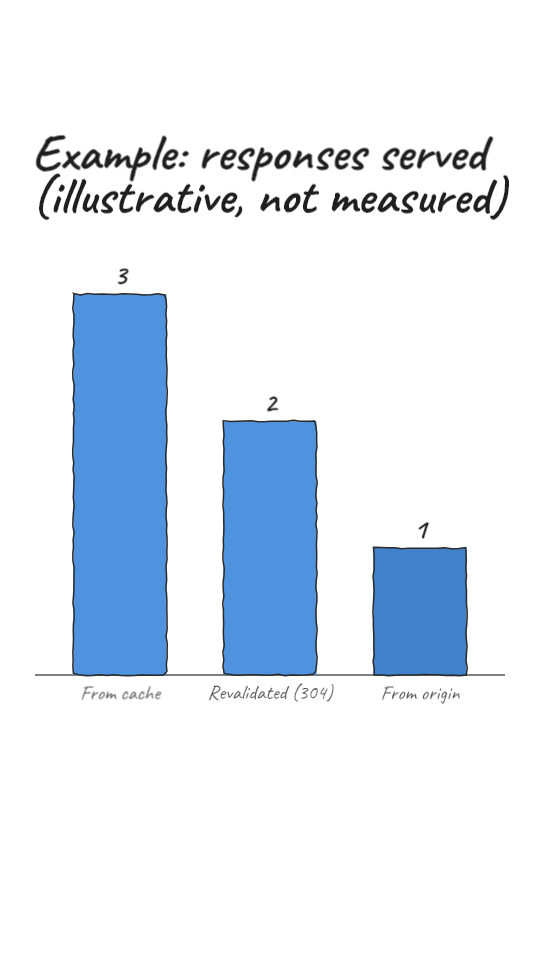 Example: responses served
(illustrative, not measured)
3
2
1
From cache
Revalidated (304)
From origin